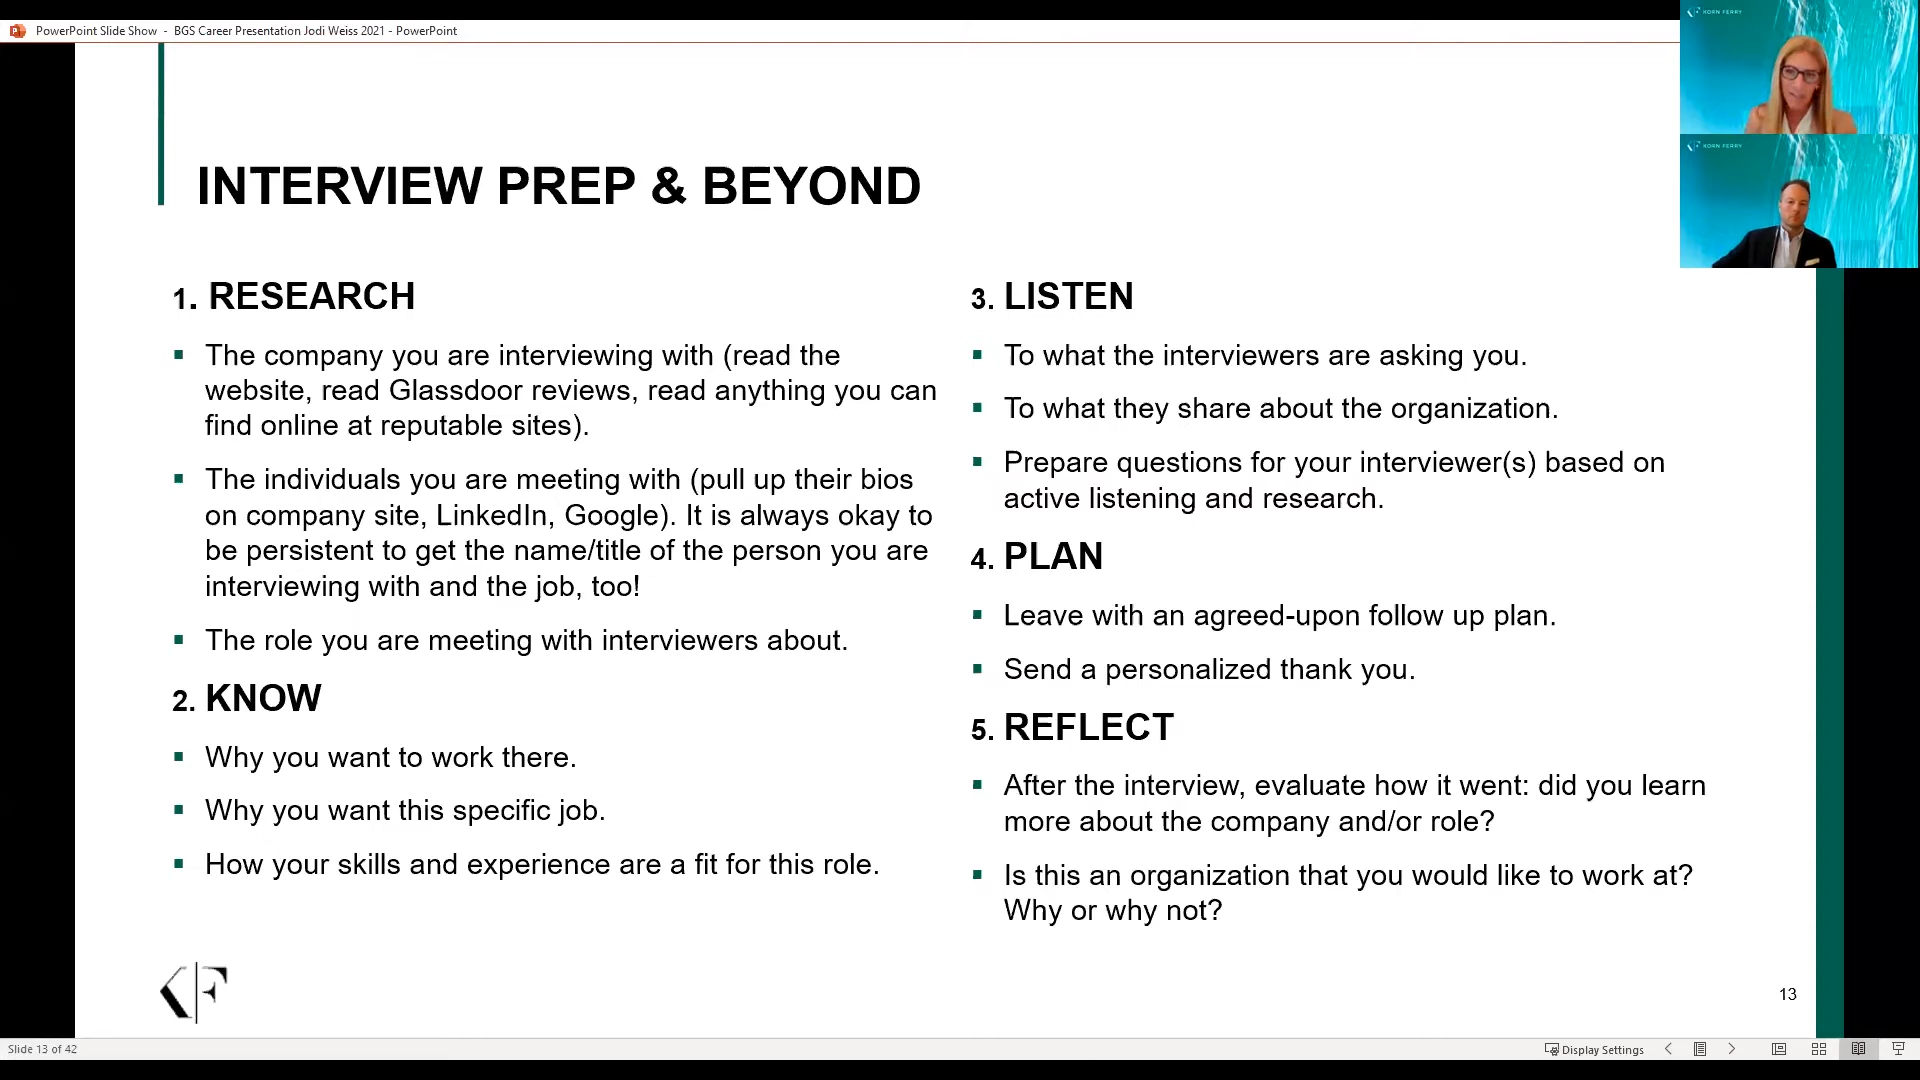 PowerPoint Slide Show - BGS Career Presentation Jodi Weiss 2021 - PowerPoint
KORN FERRY
KORN FERRY
INTERVIEW PREP & BEYOND
1. RESEARCH
▪ The company you are interviewing with (read the
website, read Glassdoor reviews, read anything you can
find online at reputable sites).
▪ The individuals you are meeting with (pull up their bios
on company site, LinkedIn, Google). It is always okay to
be persistent to get the name/title of the person you are
interviewing with and the job, too!
▪ The role you are meeting with interviewers about.
2. KNOW
▪ Why you want to work there.
▪ Why you want this specific job.
▪ How your skills and experience are a fit for this role.
3. LISTEN
▪ To what the interviewers are asking you.
▪ To what they share about the organization.
▪ Prepare questions for your interviewer(s) based on
active listening and research.
4. PLAN
▪ Leave with an agreed-upon follow up plan.
▪ Send a personalized thank you.
5. REFLECT
▪ After the interview, evaluate how it went: did you learn
more about the company and/or role?
▪ Is this an organization that you would like to work at?
Why or why not?
KF
13
Slide 13 of 42
Display Settings